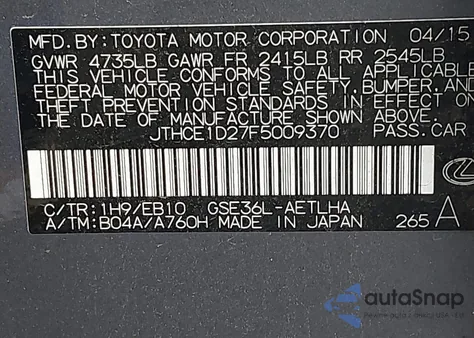 MFD.BY:TOYOTA MOTOR CORPORATION 04/15
GVWR 4735LB GAWR FR 2415LB RR 2545LB
THIS VEHICLE CONFORMS TO ALL APPLICABLE
FEDERAL MOTOR VEHICLE SAFETY, BUMPER, AND
THEFT PREVENTION STANDARDS IN EFFECT ON
THE DATE OF MANUFACTURE SHOWN ABOVE.
JTHCE1D27F5009370 PASS.CAR
C/TR:1H9/EB10 GSE36L-AETLHA
A/TM:B04A/A760H MADE IN JAPAN 265 A
autoSnap